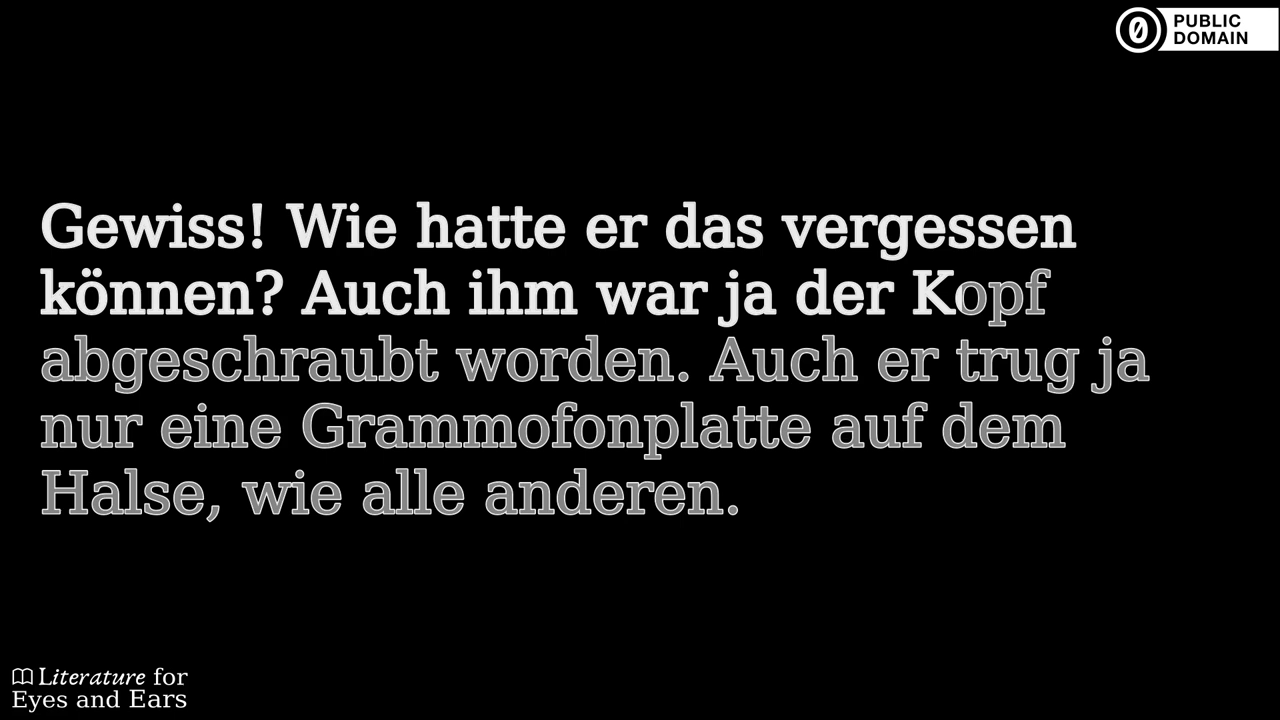 PUBLIC
DOMAIN
Gewiss! Wie hatte er das vergessen
können? Auch ihm war ja der Kopf
abgeschraubt worden. Auch er trug ja
nur eine Grammofonplatte auf dem
Halse, wie alle anderen.
Literature for
Eyes and Ears